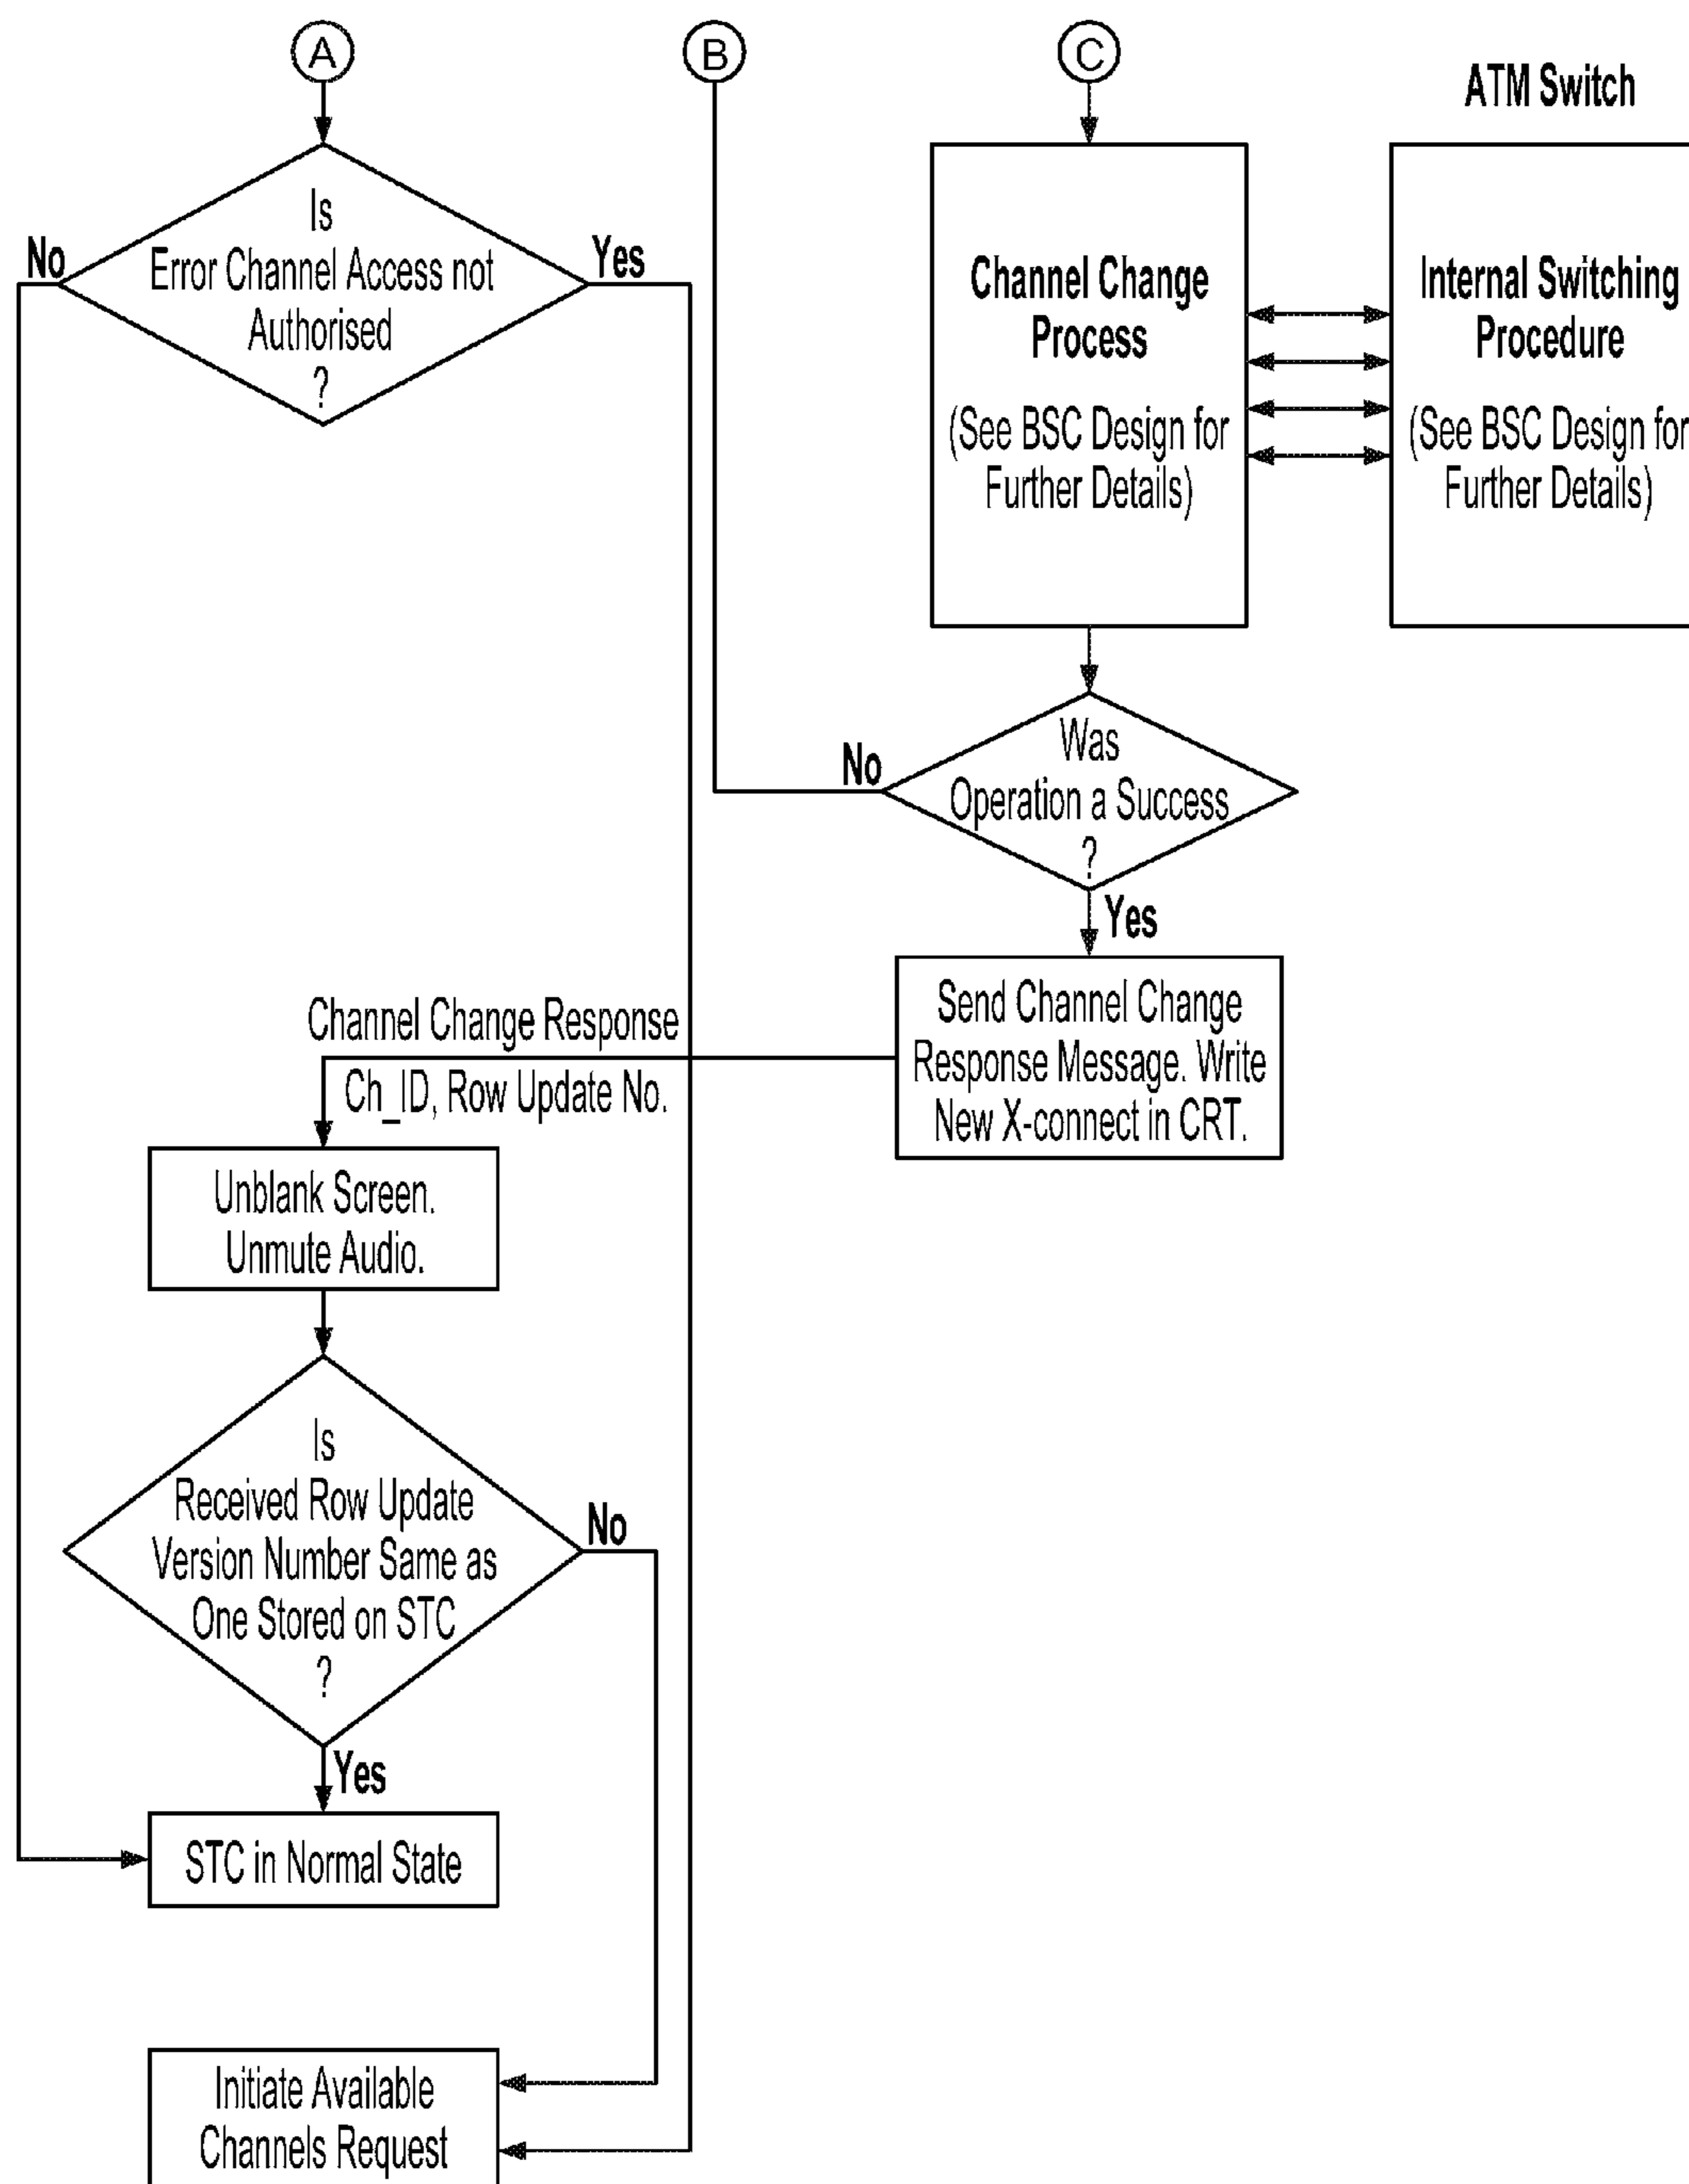 A
B
C
ATM Switch
Is
Error Channel Access not
Authorised
?
No
Yes
Channel Change
Process
(See BSC Design for
Further Details)
Internal Switching
Procedure
(See BSC Design for
Further Details)
Was
Operation a Success
?
No
Yes
Send Channel Change
Response Message. Write
New X-connect in CRT.
Channel Change Response
Ch_ID, Row Update No.
Unblank Screen.
Unmute Audio.
Is
Received Row Update
Version Number Same as
One Stored on STC
?
No
Yes
STC in Normal State
Initiate Available
Channels Request